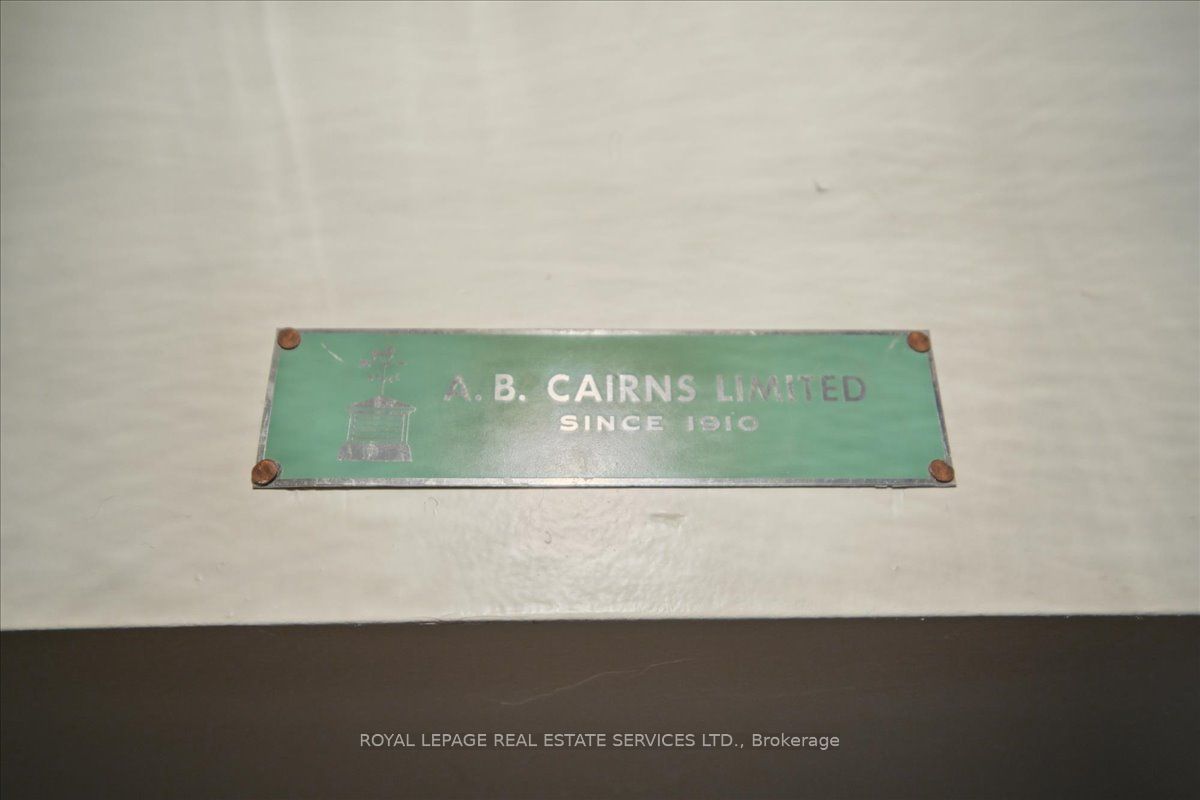 A. B. CAIRNS LIMITED
SINCE 1910
ROYAL LEPAGE REAL ESTATE SERVICES LTD., Brokerage